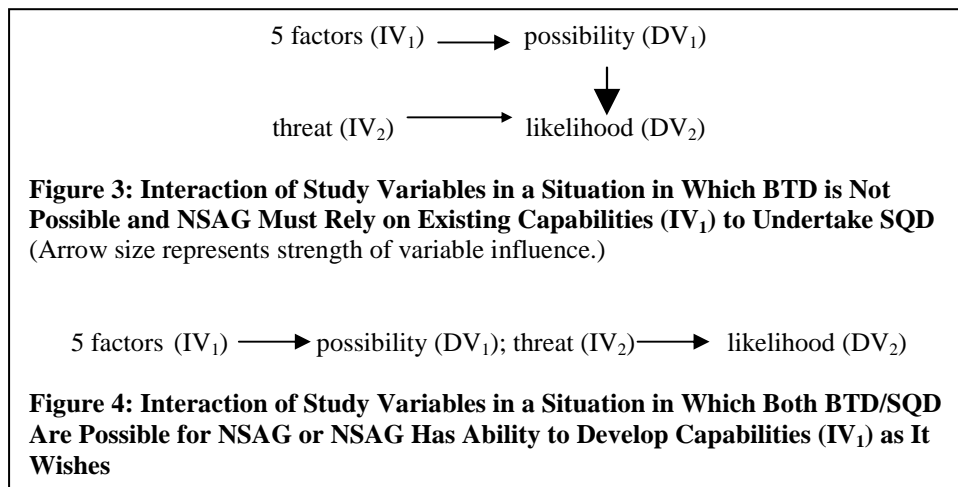 5 factors (IV₁) possibility (DV₁)
threat (IV₂) likelihood (DV₂)
Figure 3: Interaction of Study Variables in a Situation in Which BTD is Not
Possible and NSAG Must Rely on Existing Capabilities (IV₁) to Undertake SQD
(Arrow size represents strength of variable influence.)
5 factors (IV₁) possibility (DV₁); threat (IV₂) likelihood (DV₂)
Figure 4: Interaction of Study Variables in a Situation in Which Both BTD/SQD
Are Possible for NSAG or NSAG Has Ability to Develop Capabilities (IV₁) as It
Wishes